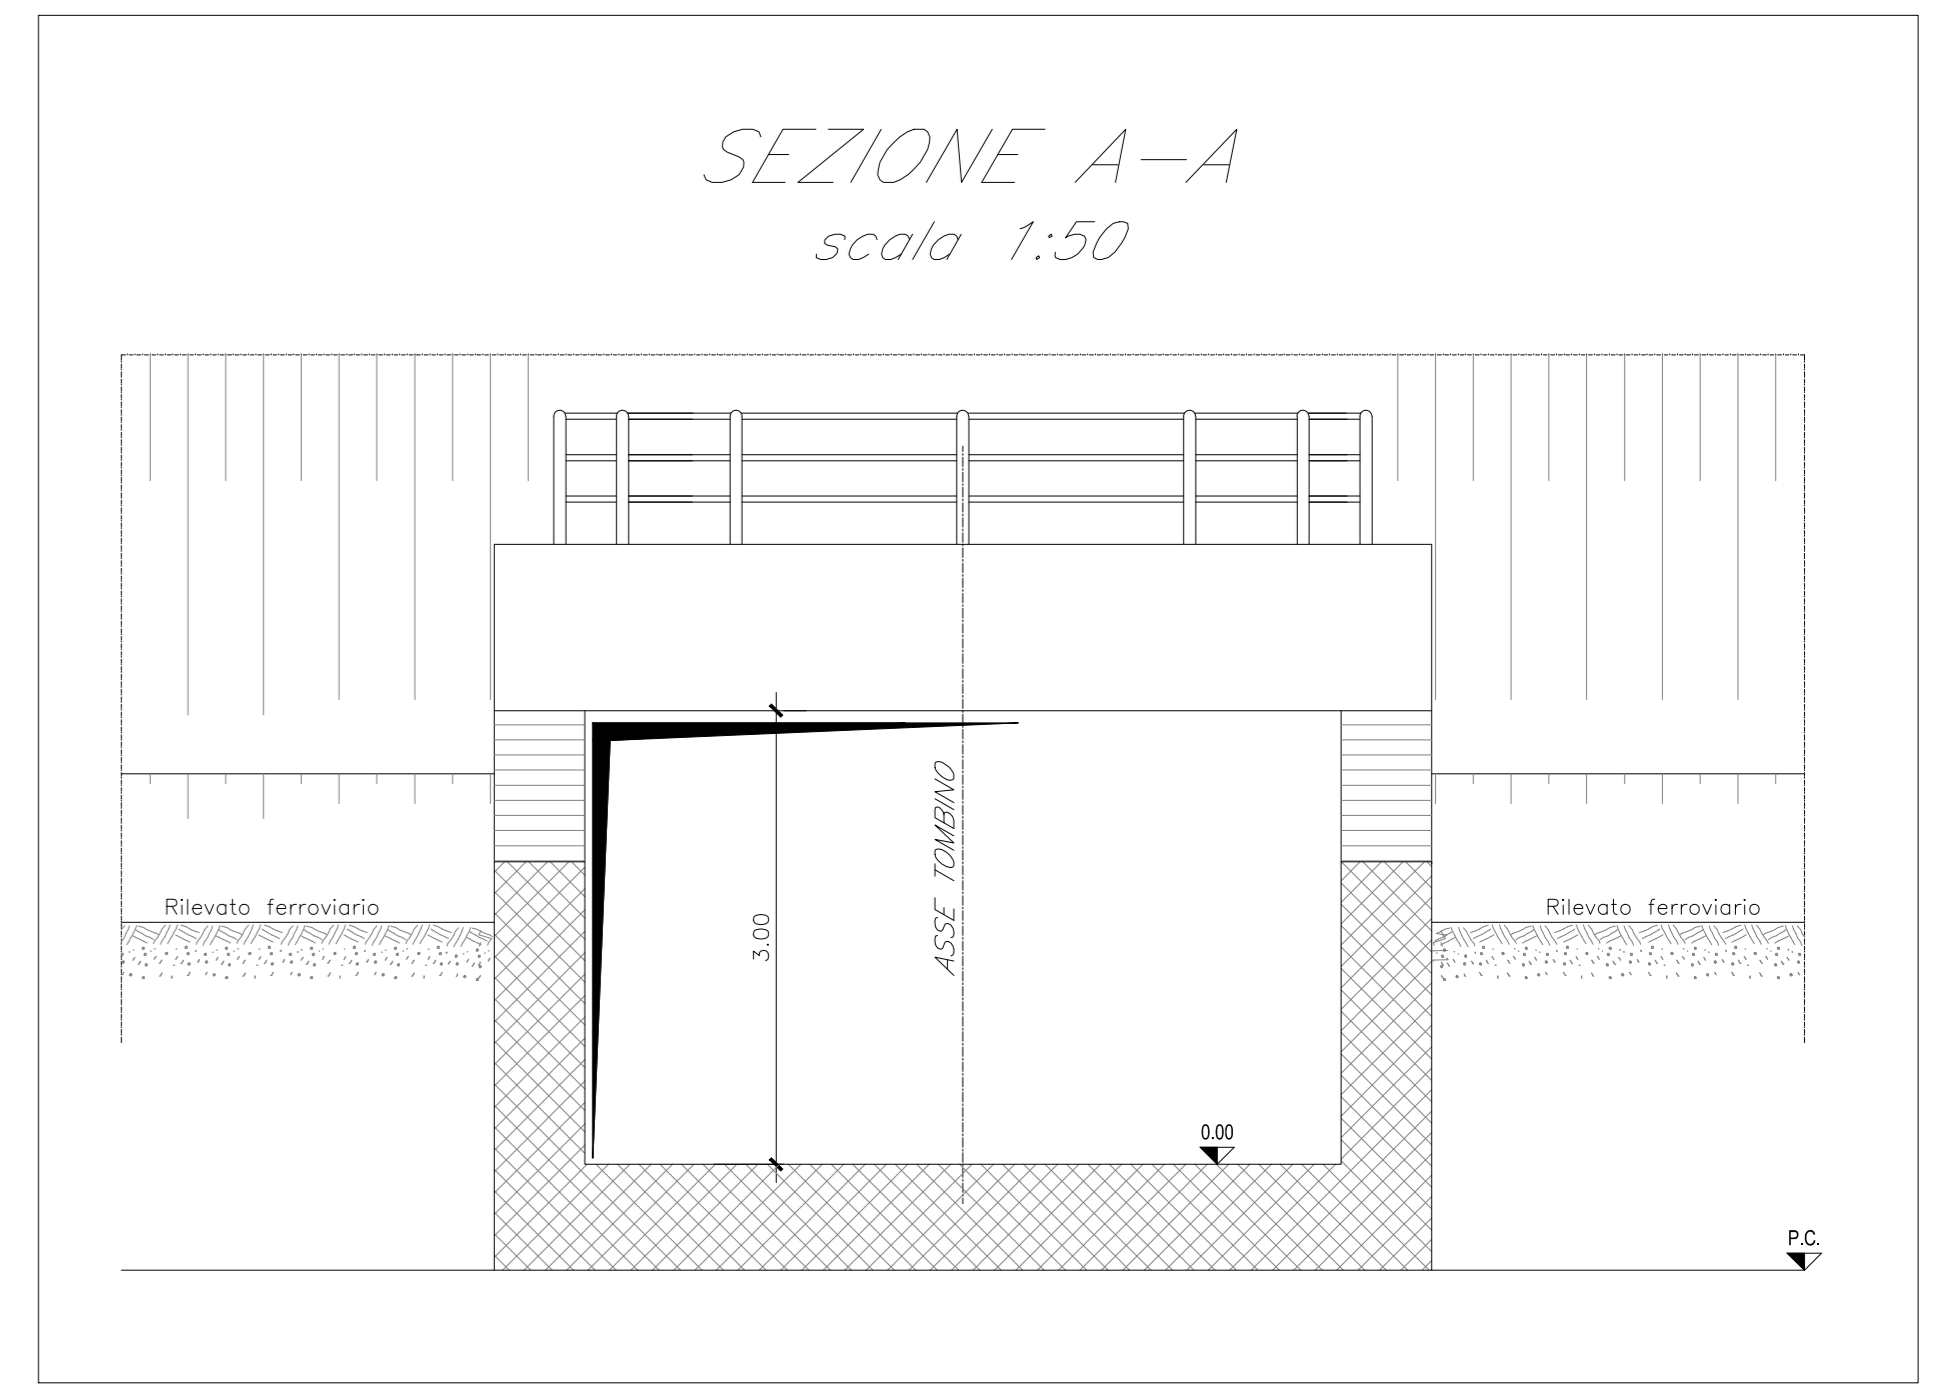 SEZIONE A-A
scala 1:50
ASSE TOMBINO
Rilevato ferroviario
Rilevato ferroviario
3.00
0.00
P.C.